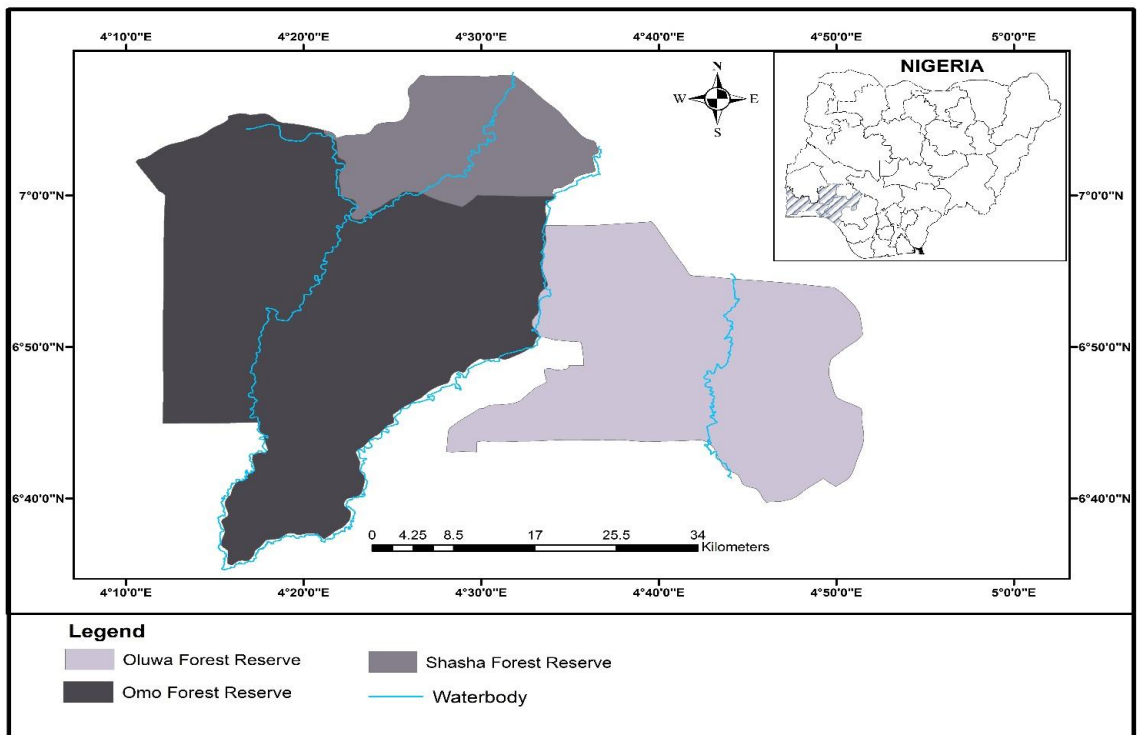 4°10'0"E 4°20'0"E 4°30'0"E 4°40'0"E 4°50'0"E 5°0'0"E
NIGERIA
N
W E
S
7°0'0"N 7°0'0"N
6°50'0"N 6°50'0"N
6°40'0"N 6°40'0"N
0 4.25 8.5 17 25.5 34
Kilometers
4°10'0"E 4°20'0"E 4°30'0"E 4°40'0"E 4°50'0"E 5°0'0"E
Legend
Oluwa Forest Reserve Shasha Forest Reserve
Omo Forest Reserve Waterbody